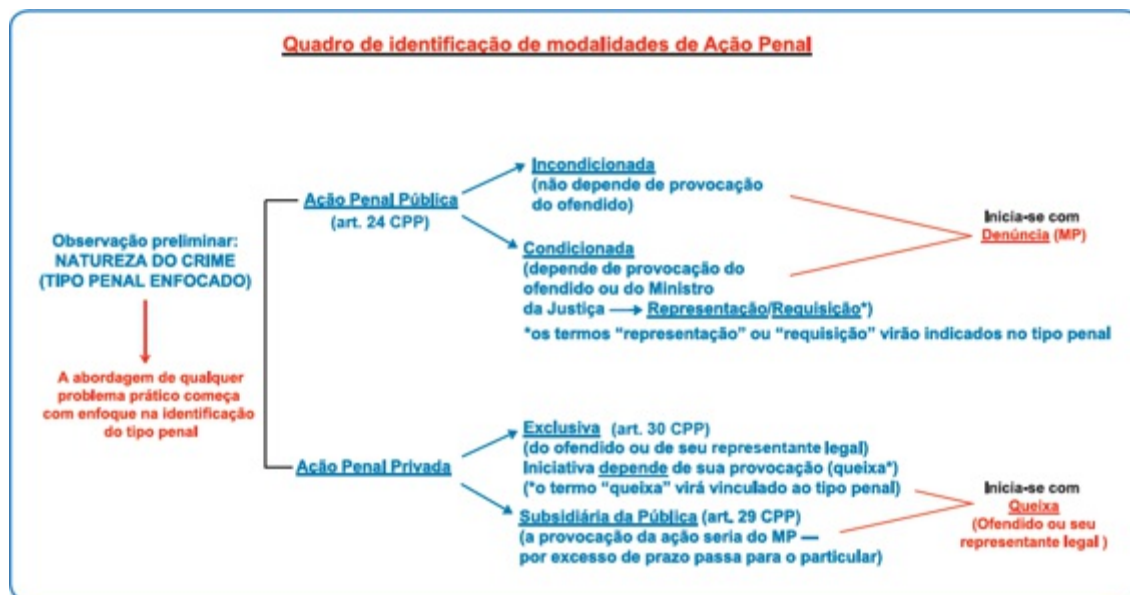 Quadro de identificação de modalidades de Ação Penal
Observação preliminar:
NATUREZA DO CRIME
(TIPO PENAL ENFOCADO)
A abordagem de qualquer
problema prático começa
com enfoque na identificação
do tipo penal
Ação Penal Pública
(art. 24 CPP)
Incondicionada
(não depende de provocação
do ofendido)
Condicionada
(depende de provocação do
ofendido ou do Ministro
da Justiça → Representação/Requisição*)
*os termos “representação” ou “requisição” virão indicados no tipo penal
Inicia-se com
Denúncia (MP)
Ação Penal Privada
Exclusiva (art. 30 CPP)
(do ofendido ou de seu representante legal)
Iniciativa depende de sua provocação (queixa*)
(*o termo “queixa” virá vinculado ao tipo penal)
Subsidiária da Pública (art. 29 CPP)
(a provocação da ação seria do MP —
por excesso de prazo passa para o particular)
Inicia-se com
Queixa
(Ofendido ou seu
representante legal )